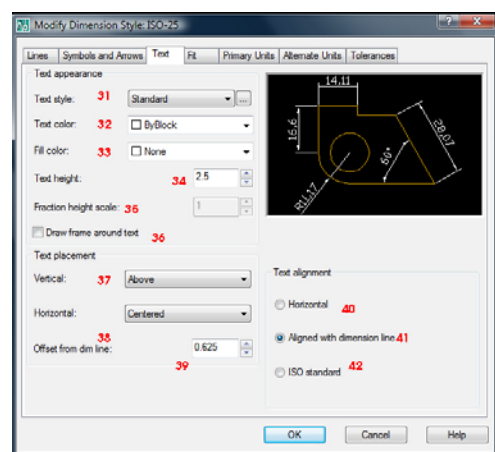 Modify Dimension Style: ISO-25
Lines Symbols and Arrows Text Fit Primary Units Alternate Units Tolerances
Text appearance
Text style: 31 Standard ...
Text color: 32 ByBlock
Fill color: 33 None
Text height: 34 2.5
Fraction height scale: 35 1
Draw frame around text 36
Text placement
Vertical: 37 Above
Horizontal: Centered
38
Offset from dim line: 0.625
39
14,11
16,6
28,07
60°
R11,17
Text alignment
Horizontal 40
Aligned with dimension line 41
ISO standard 42
OK Cancel Help